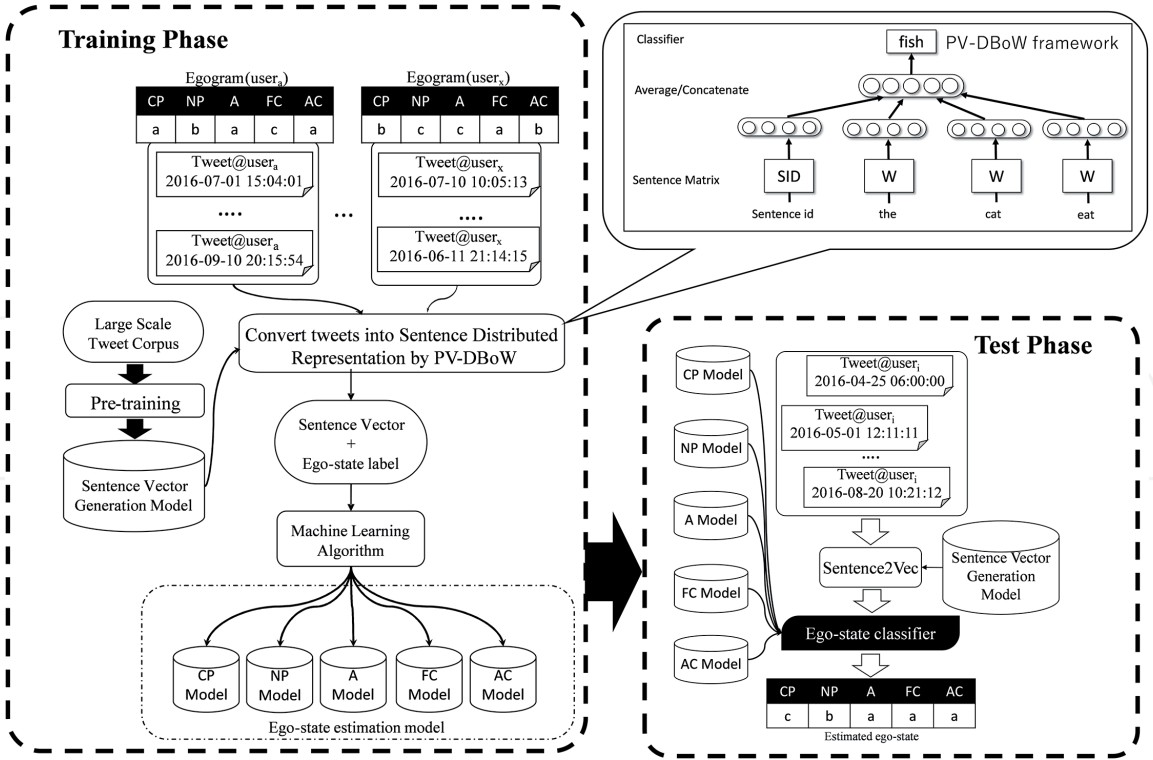 Training Phase
Egogram(userₐ)
CP NP A FC AC
a b a c a
Tweet@userₐ
2016-07-01 15:04:01
....
Tweet@userₐ
2016-09-10 20:15:54
...
Egogram(userₓ)
CP NP A FC AC
b c c a b
Tweet@userₓ
2016-07-10 10:05:13
....
Tweet@userₓ
2016-06-11 21:14:15
Large Scale
Tweet Corpus
Pre-training
Sentence Vector
Generation Model
Convert tweets into Sentence Distributed
Representation by PV-DBoW
Sentence Vector
+
Ego-state label
Machine Learning
Algorithm
CP
Model
NP
Model
A
Model
FC
Model
AC
Model
Ego-state estimation model
Classifier
fish
PV-DBoW framework
Average/Concatenate
Sentence Matrix
SID W W W
Sentence id the cat eat
Test Phase
CP Model
NP Model
A Model
FC Model
AC Model
Tweet@userᵢ
2016-04-25 06:00:00
Tweet@userᵢ
2016-05-01 12:11:11
....
Tweet@userᵢ
2016-08-20 10:21:12
Sentence2Vec
Sentence Vector
Generation
Model
Ego-state classifier
CP NP A FC AC
c b a a a
Estimated ego-state